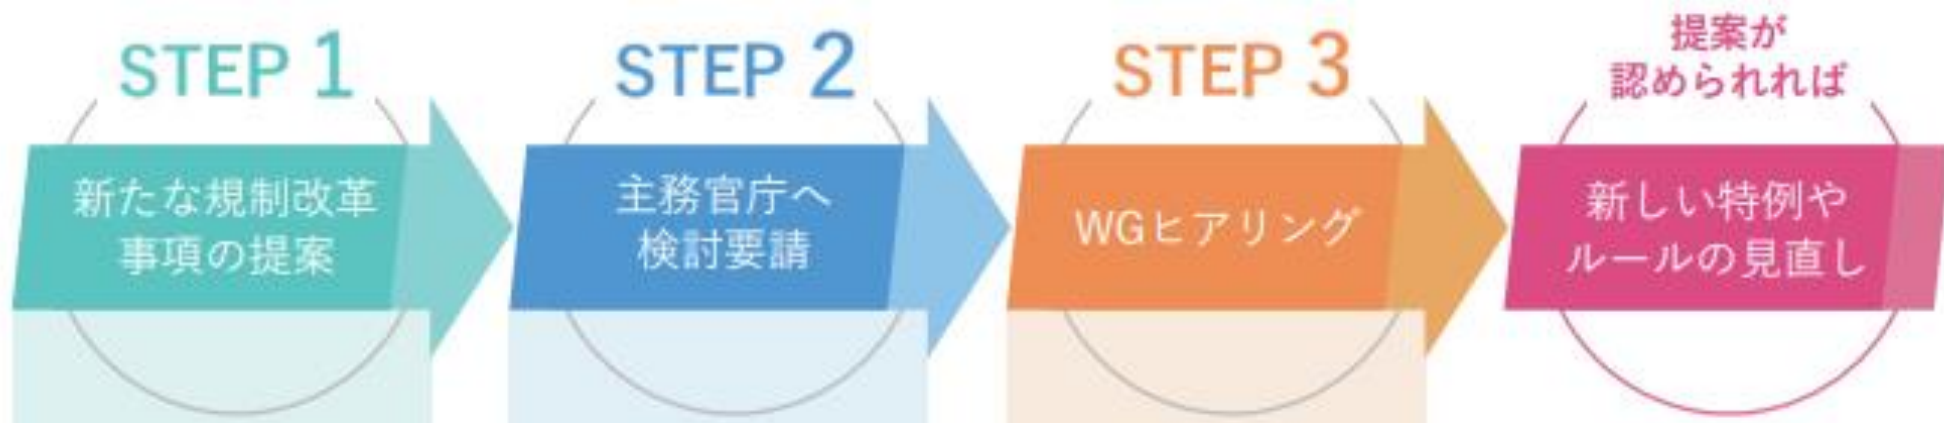 STEP 1
新たな規制改革
事項の提案
STEP 2
主務官庁へ
検討要請
STEP 3
WGヒアリング
提案が
認められれば
新しい特例や
ルールの見直し